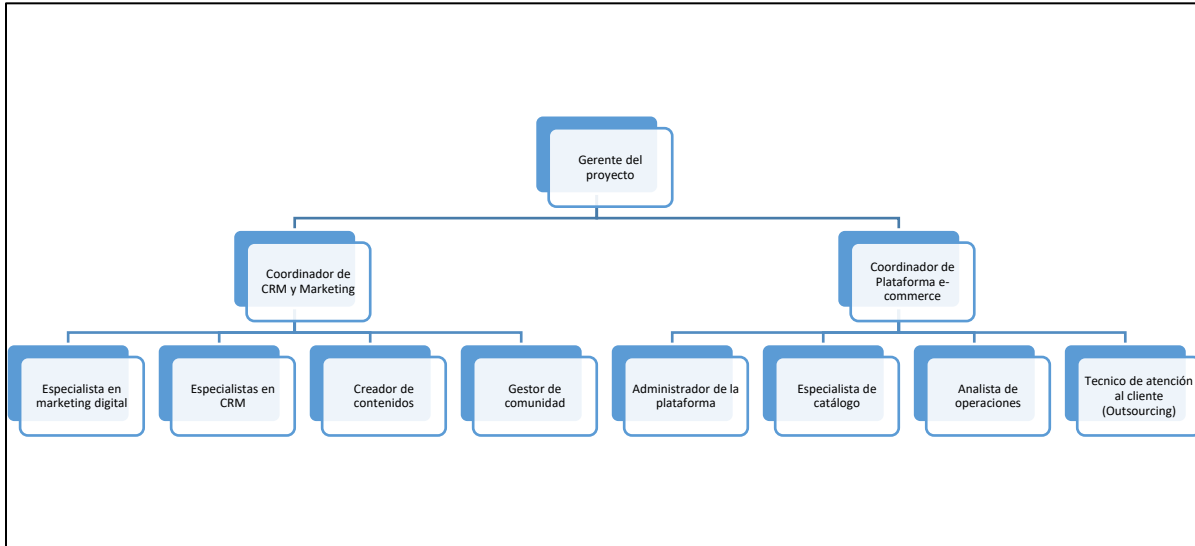 Gerente del
proyecto
Coordinador de
CRM y Marketing
Coordinador de
Plataforma e-
commerce
Especialista en
marketing digital
Especialistas en
CRM
Creador de
contenidos
Gestor de
comunidad
Administrador de la
plataforma
Especialista de
catálogo
Analista de
operaciones
Tecnico de atención
al cliente
(Outsourcing)